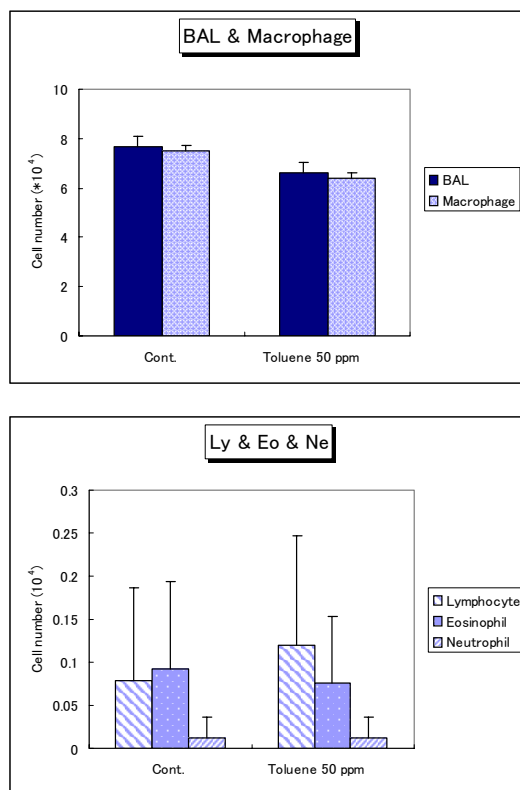 BAL & Macrophage
10
8
6
4
2
0
Cell number (*10⁴)
Cont.
Toluene 50 ppm
BAL
Macrophage
Ly & Eo & Ne
0.3
0.25
0.2
0.15
0.1
0.05
0
Cell number (10⁴)
Cont.
Toluene 50 ppm
Lymphocyte
Eosinophil
Neutrophil